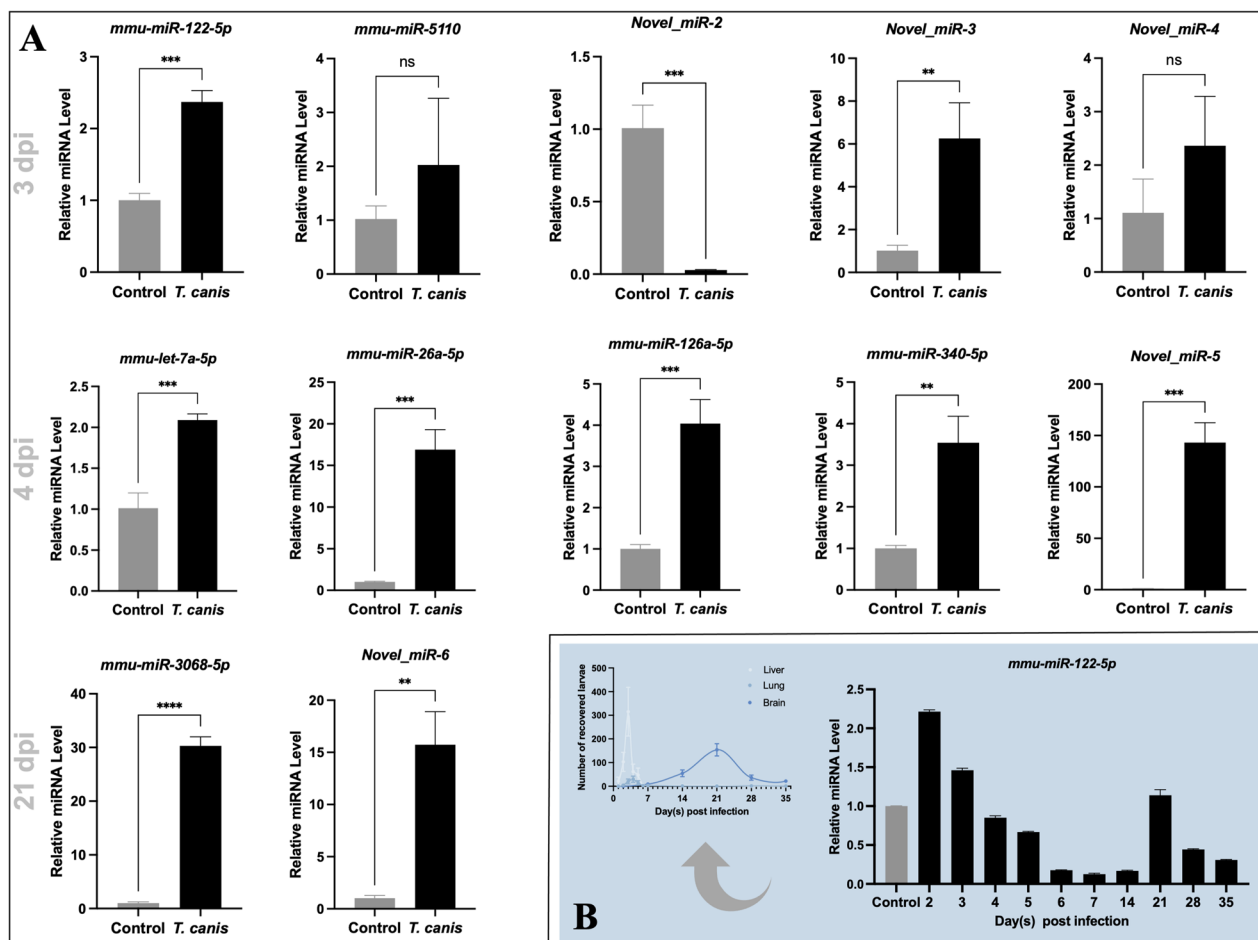 A
3 dpi
mmu-miR-122-5p
***
Relative miRNA Level
3
2
1
0
Control T. canis
mmu-miR-5110
ns
Relative miRNA Level
4
3
2
1
0
Control T. canis
Novel_miR-2
***
Relative miRNA Level
1.5
1.0
0.5
0.0
Control T. canis
Novel_miR-3
**
Relative miRNA Level
10
8
6
4
2
0
Control T. canis
Novel_miR-4
ns
Relative miRNA Level
4
3
2
1
0
Control T. canis
4 dpi
mmu-let-7a-5p
***
Relative miRNA Level
2.5
2.0
1.5
1.0
0.5
0.0
Control T. canis
mmu-miR-26a-5p
***
Relative miRNA Level
25
20
15
10
5
0
Control T. canis
mmu-miR-126a-5p
***
Relative miRNA Level
5
4
3
2
1
0
Control T. canis
mmu-miR-340-5p
**
Relative miRNA Level
5
4
3
2
1
0
Control T. canis
Novel_miR-5
***
Relative miRNA Level
200
150
100
50
0
Control T. canis
21 dpi
mmu-miR-3068-5p
****
Relative miRNA Level
40
30
20
10
0
Control T. canis
Novel_miR-6
**
Relative miRNA Level
20
15
10
5
0
Control T. canis
B
Number of recovered larvae
500
400
300
200
100
0
Liver
Lung
Brain
0 7 14 21 28 35
Day(s) post infection
mmu-miR-122-5p
Relative miRNA Level
2.5
2.0
1.5
1.0
0.5
0.0
Control 2 3 4 5 6 7 14 21 28 35
Day(s) post infection